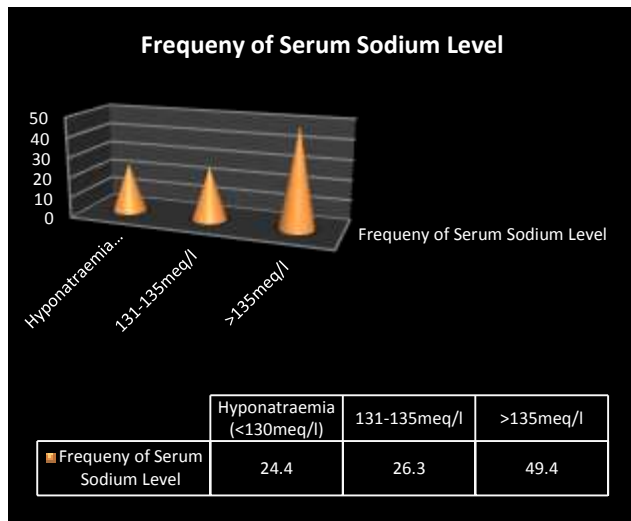 Frequeny of Serum Sodium Level
50
40
30
20
10
0
Hyponatraemia...
131-135meq/l
>135meq/l
Frequeny of Serum Sodium Level
Hyponatraemia
(<130meq/l)
131-135meq/l
>135meq/l
Frequeny of Serum
Sodium Level
24.4
26.3
49.4